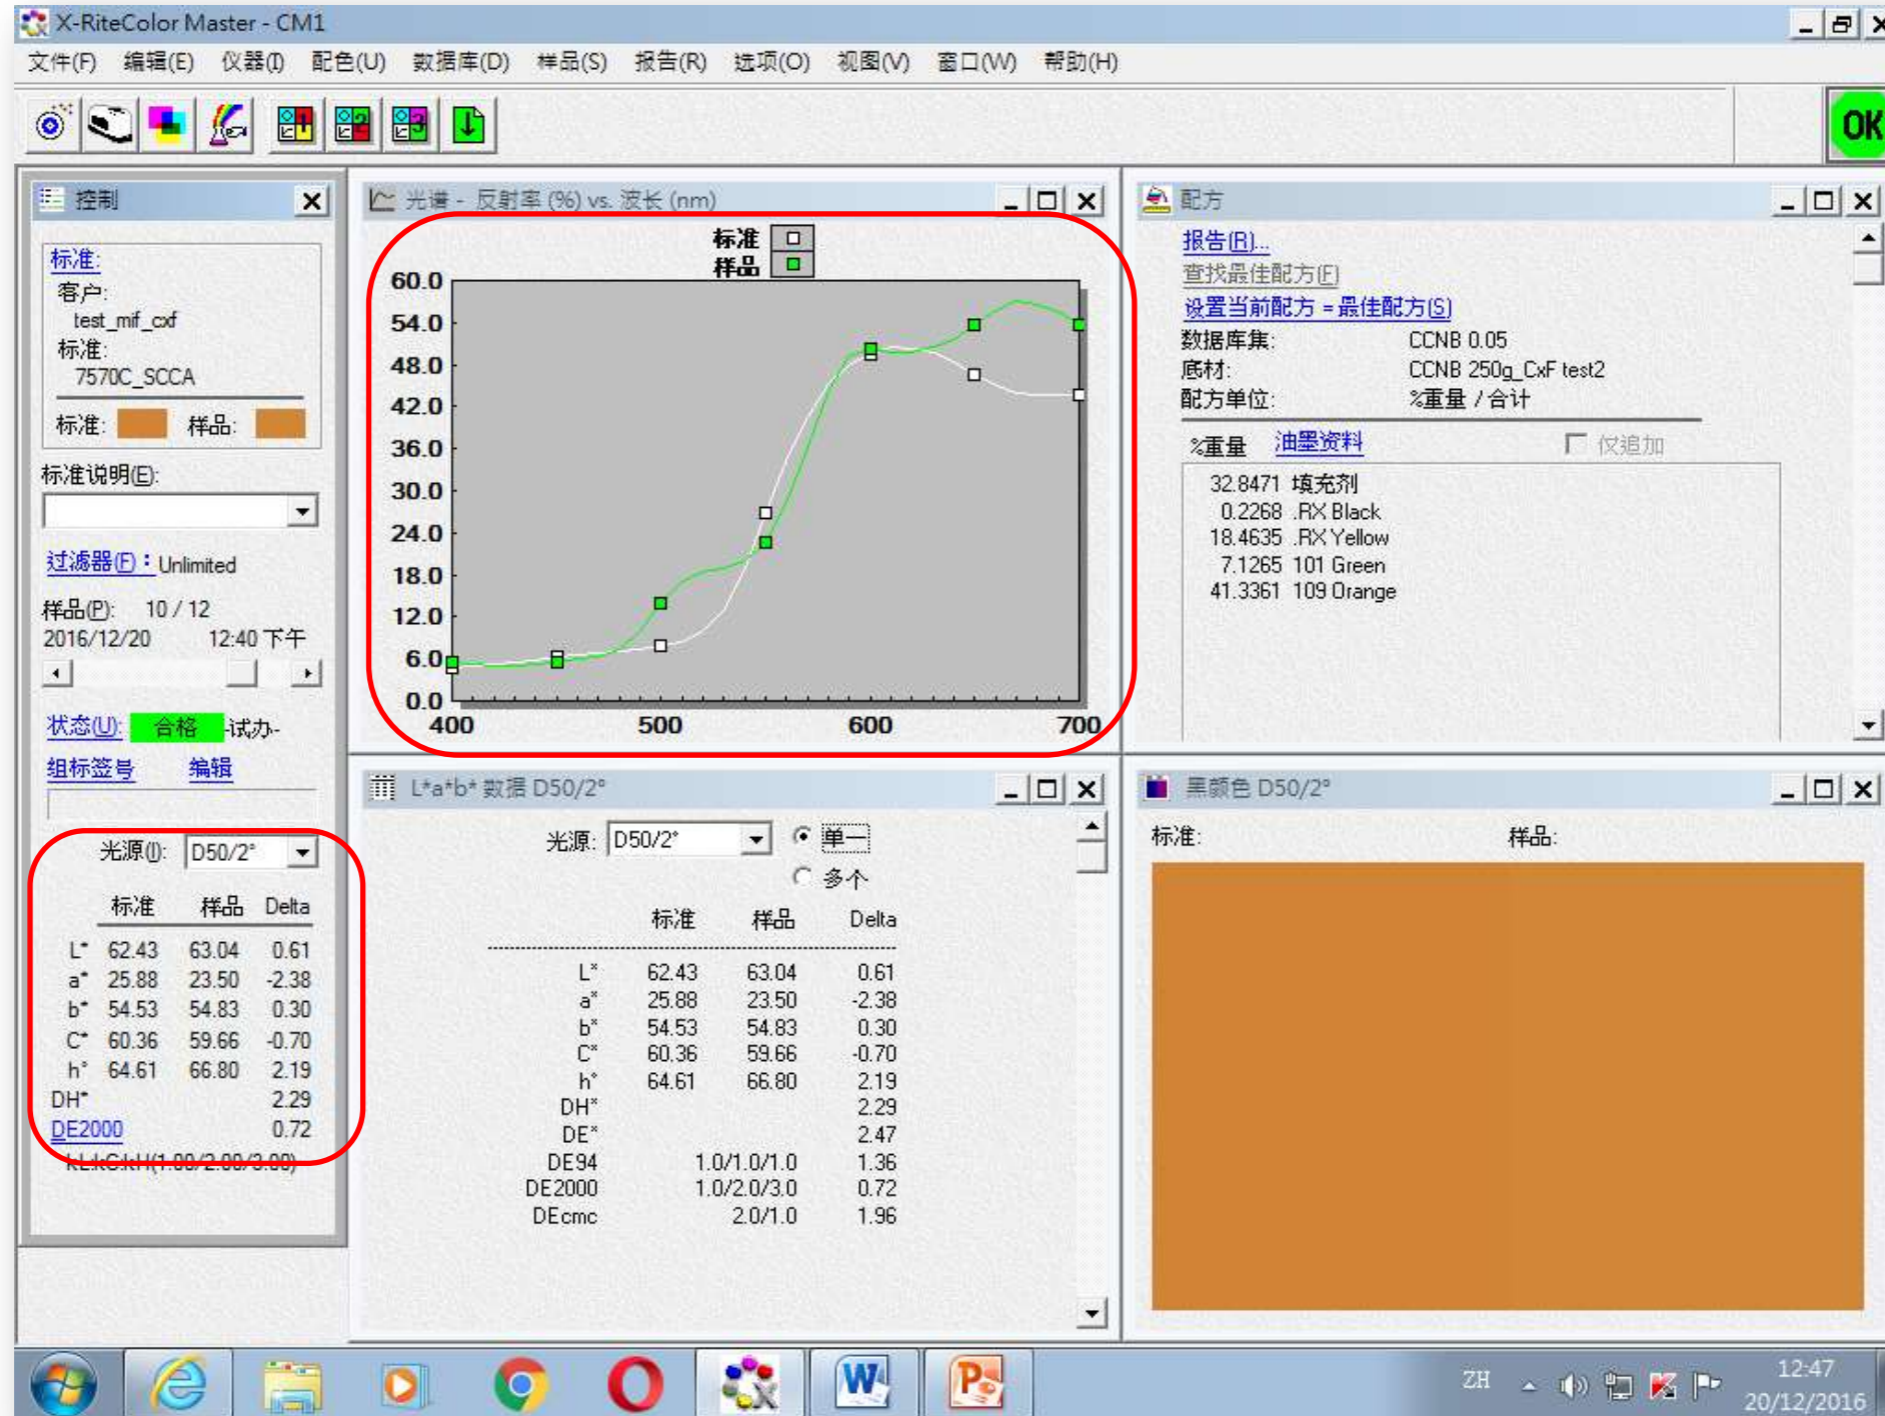 X-RiteColor Master - CM1
文件(F) 编辑(E) 仪器(I) 配色(U) 数据库(D) 样品(S) 报告(R) 选项(O) 视图(V) 窗口(W) 帮助(H)
OK
控制
标准:
客户:
test_mif_cxf
标准:
7570C_SCCA
标准: 样品:
标准说明(E):
过滤器(F): Unlimited
样品(P): 10 / 12
2016/12/20 12:40 下午
状态(U): 合格 -试办-
组标签号 编辑
光源(I): D50/2°
标准 样品 Delta
L* 62.43 63.04 0.61
a* 25.88 23.50 -2.38
b* 54.53 54.83 0.30
C* 60.36 59.66 -0.70
h° 64.61 66.80 2.19
DH* 2.29
DE2000 0.72
kL:kC:kH(1.00/2.00/3.00)
光谱 - 反射率 (%) vs. 波长 (nm)
标准
样品
60.0
54.0
48.0
42.0
36.0
30.0
24.0
18.0
12.0
6.0
0.0
400 500 600 700
配方
报告(R)...
查找最佳配方(F)
设置当前配方 = 最佳配方(S)
数据库集: CCNB 0.05
底材: CCNB 250g_CxF test2
配方单位: %重量 / 合计
%重量 油墨资料 仅追加
32.8471 填充剂
0.2268 .RX Black
18.4635 .RX Yellow
7.1265 101 Green
41.3361 109 Orange
L*a*b* 数据 D50/2°
光源: D50/2° 单一
多个
标准 样品 Delta
L* 62.43 63.04 0.61
a* 25.88 23.50 -2.38
b* 54.53 54.83 0.30
C* 60.36 59.66 -0.70
h° 64.61 66.80 2.19
DH* 2.29
DE* 2.47
DE94 1.0/1.0/1.0 1.36
DE2000 1.0/2.0/3.0 0.72
DEcmc 2.0/1.0 1.96
黑颜色 D50/2°
标准: 样品:
ZH
12:47
20/12/2016